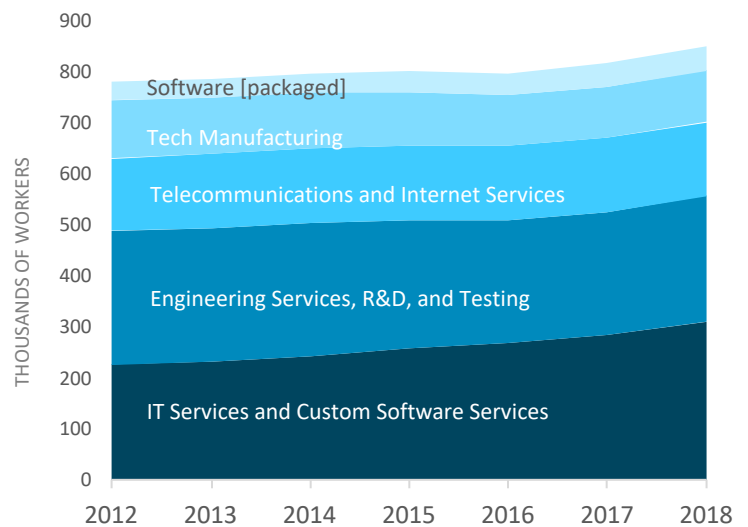 900
800
700
600
500
400
300
200
100
0
THOUSANDS OF WORKERS
Software [packaged]
Tech Manufacturing
Telecommunications and Internet Services
Engineering Services, R&D, and Testing
IT Services and Custom Software Services
2012 2013 2014 2015 2016 2017 2018